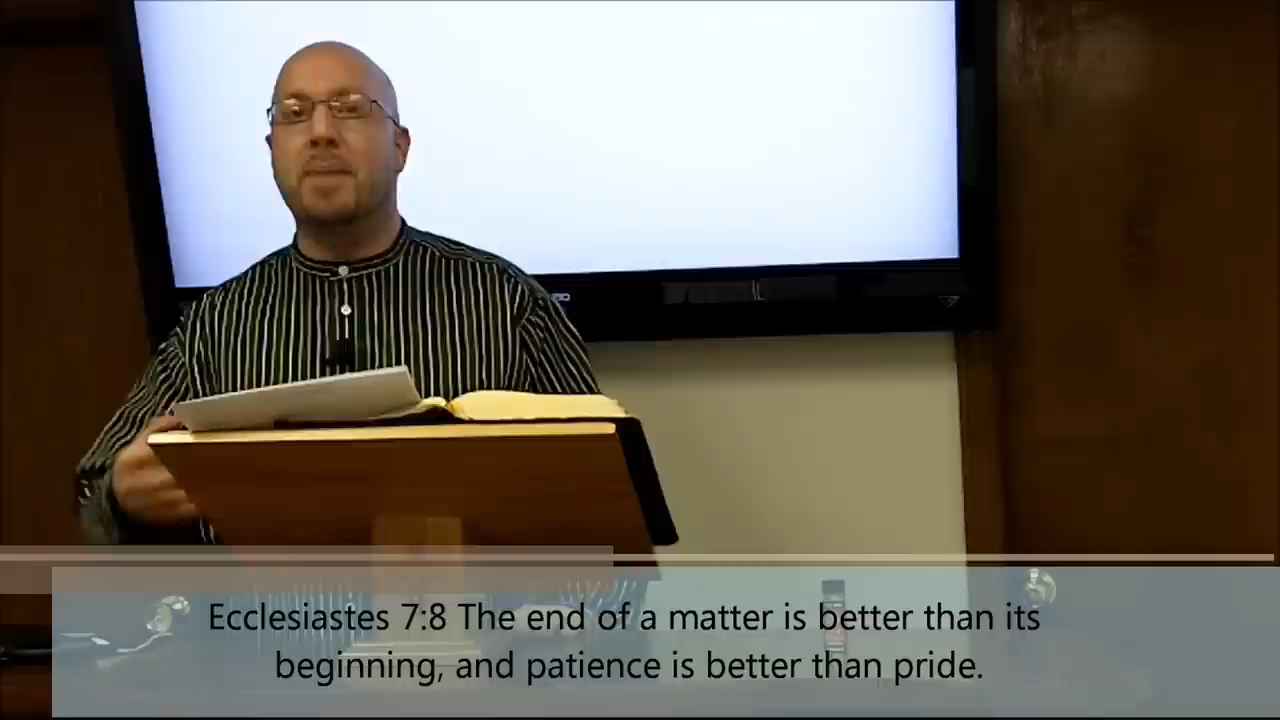 Ecclesiastes 7:8 The end of a matter is better than its
beginning, and patience is better than pride.